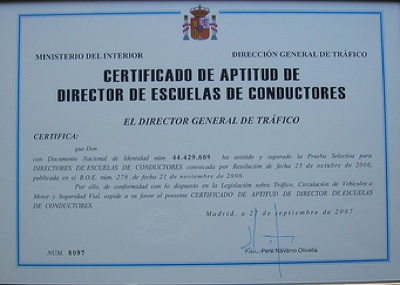 MINISTERIO DEL INTERIOR DIRECCIÓN GENERAL DE TRÁFICO
CERTIFICADO DE APTITUD DE
DIRECTOR DE ESCUELAS DE CONDUCTORES
EL DIRECTOR GENERAL DE TRÁFICO
CERTIFICA:
que Don
con Documento Nacional de Identidad núm. 44.429.609 ha asistido y superado la Prueba Selectiva para
DIRECTORES DE ESCUELAS DE CONDUCTORES convocada por Resolución de fecha 23 de octubre de 2006,
publicada en el B.O.E. núm. 278, de fecha 21 de noviembre de 2006.
Por ello, de conformidad con lo dispuesto en la Legislación sobre Tráfico, Circulación de Vehículos a
Motor y Seguridad Vial, expide a su favor el presente CERTIFICADO DE APTITUD DE DIRECTOR DE ESCUELAS
DE CONDUCTORES.
Madrid, a 27 de septiembre de 2007
Pere Navarro Olivella
NÚM. 8097